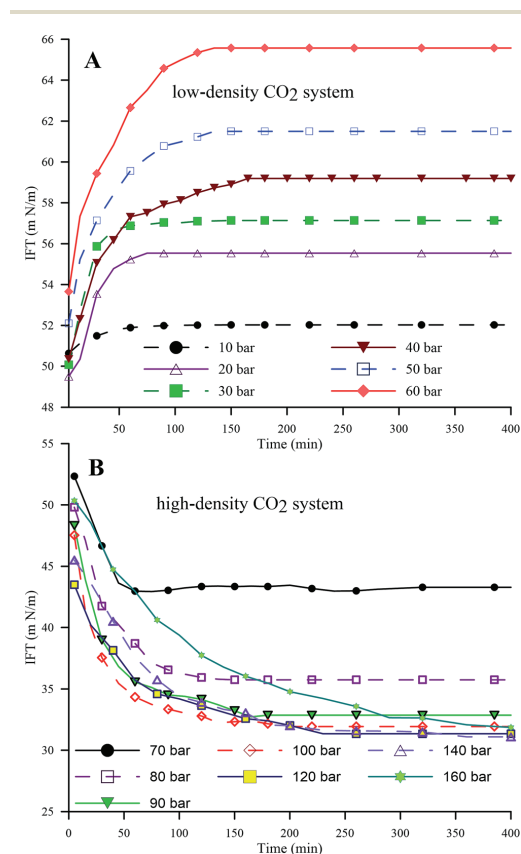 66
64
62
60
58
56
54
52
50
48
IFT (m N/m)
A
low-density CO2 system
10 bar
20 bar
30 bar
40 bar
50 bar
60 bar
50 100 150 200 250 300 350 400
Time (min)
55
50
45
40
35
30
25
IFT (m N/m)
B
high-density CO2 system
70 bar 100 bar 140 bar
80 bar 120 bar 160 bar
90 bar
0 50 100 150 200 250 300 350 400
Time (min)